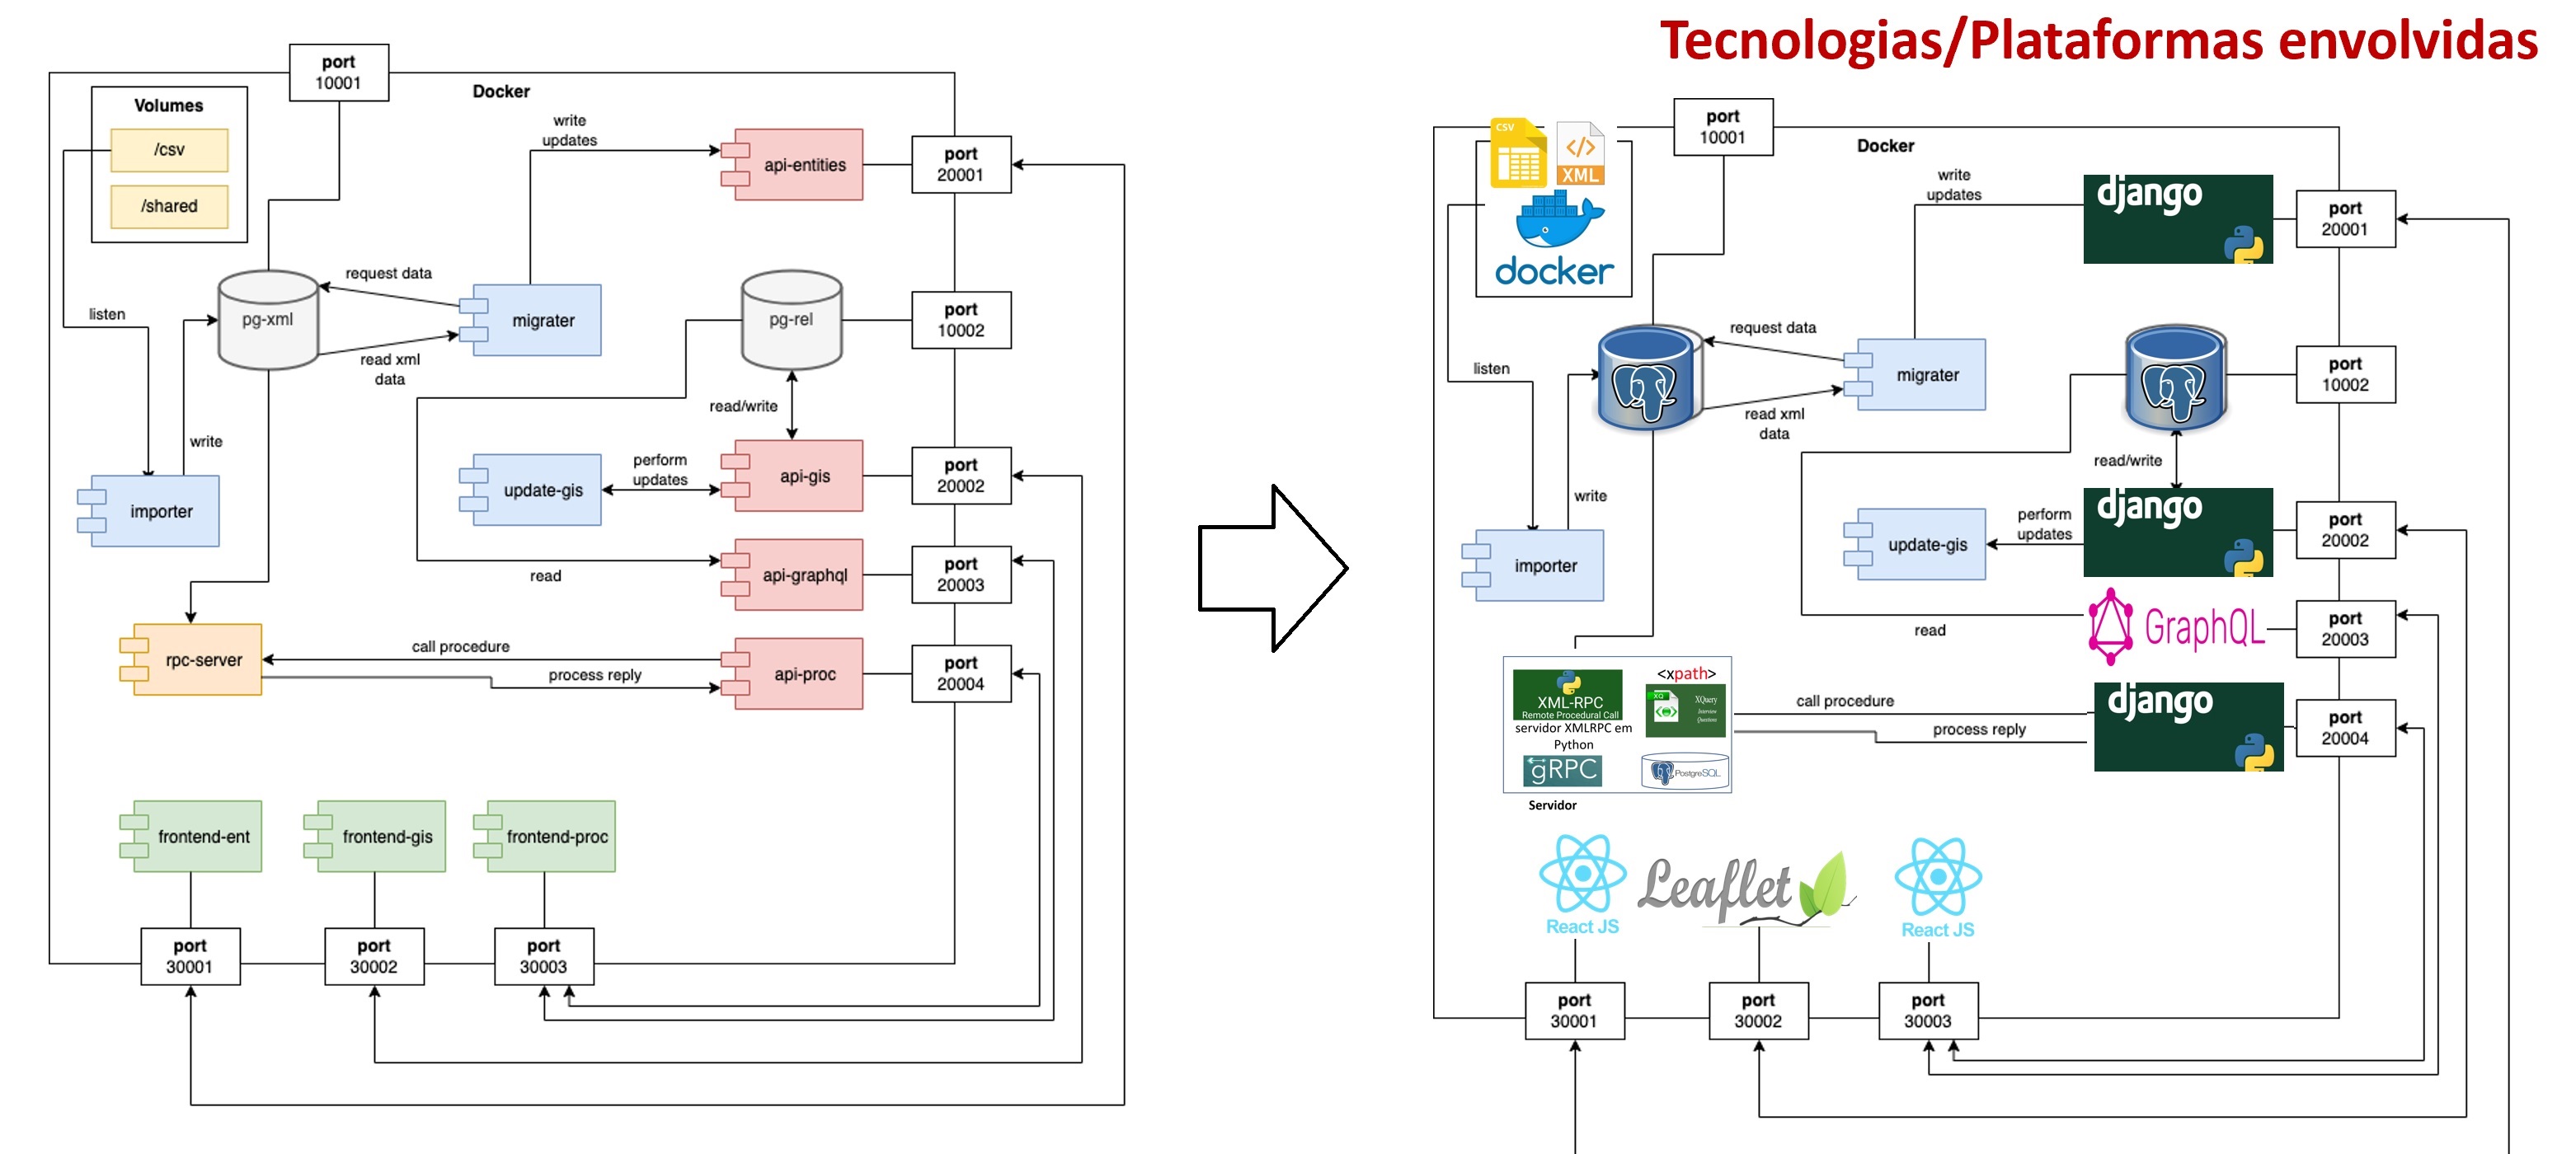 Tecnologias/Plataformas envolvidas
port
10001
Docker
Volumes
/csv
/shared
write
updates
api-entities
port
20001
request data
pg-xml
migrater
pg-rel
port
10002
listen
read xml
data
read/write
write
importer
update-gis
perform
updates
api-gis
port
20002
read
api-graphql
port
20003
rpc-server
call procedure
process reply
api-proc
port
20004
frontend-ent
frontend-gis
frontend-proc
port
30001
port
30002
port
30003
port
10001
Docker
CSV
</>
XML
docker
write
updates
django
port
20001
request data
migrater
port
10002
listen
read xml
data
read/write
write
importer
update-gis
perform
updates
django
port
20002
read
GraphQL
port
20003
XML-RPC
Remote Procedural Call
servidor XMLRPC em
Python
gRPC
<xpath>
XQ
XQuery
Interview
Questions
PostgreSQL
Servidor
call procedure
process reply
django
port
20004
React JS
Leaflet
React JS
port
30001
port
30002
port
30003